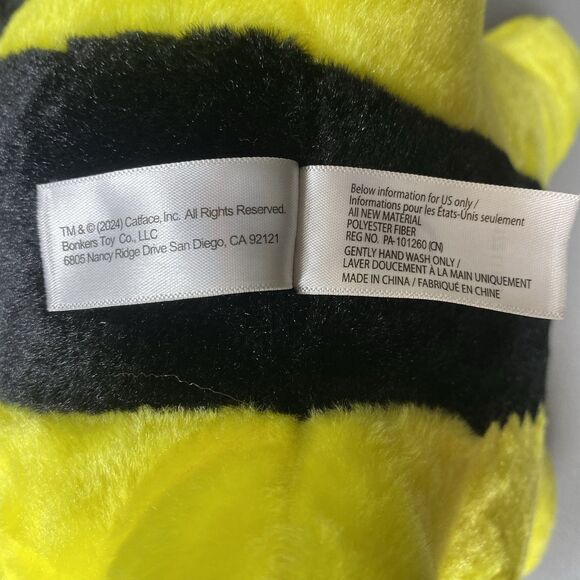 TM & © (2024) Catface, Inc. All Rights Reserved.
Bonkers Toy Co., LLC
6805 Nancy Ridge Drive San Diego, CA 92121
Below information for US only /
Informations pour les États-Unis seulement
All NEW MATERIAL
POLYESTER FIBER
REG NO. PA-101260 (CN)
GENTLY HAND WASH ONLY /
LAVER DOUCEMENT À LA MAIN UNIQUEMENT
MADE IN CHINA / FABRIQUÉ EN CHINE